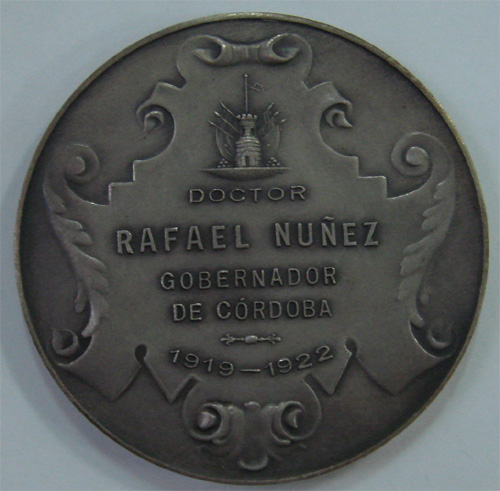 DOCTOR
RAFAEL NUÑEZ
GOBERNADOR
DE CÓRDOBA
1919-1922